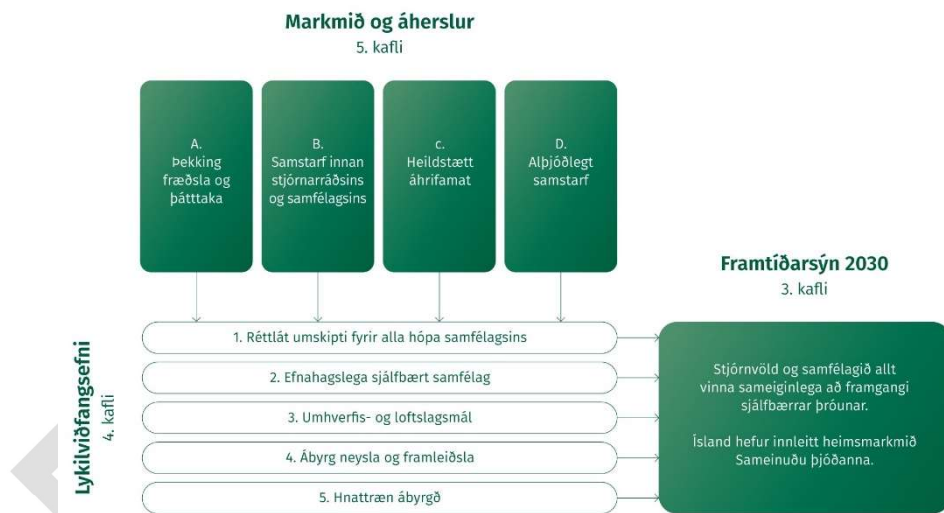 Markmið og áherslur
5. kafli
A.
Þekking
fræðsla og
þátttaka
B.
Samstarf innan
stjórnarráðsins
og samfélagsins
c.
Heildstætt
áhrifamat
D.
Alþjóðlegt
samstarf
Framtíðarsýn 2030
3. kafli
Lykilviðfangsefni
4. kafli
1. Réttlát umskipti fyrir alla hópa samfélagsins
2. Efnahagslega sjálfbært samfélag
3. Umhverfis- og loftslagsmál
4. Ábyrg neysla og framleiðsla
5. Hnattræn ábyrgð
Stjórnvöld og samfélagið allt
vinna sameiginlega að framgangi
sjálfbærrar þróunar.
Ísland hefur innleitt heimsmarkmið
Sameinuðu þjóðanna.